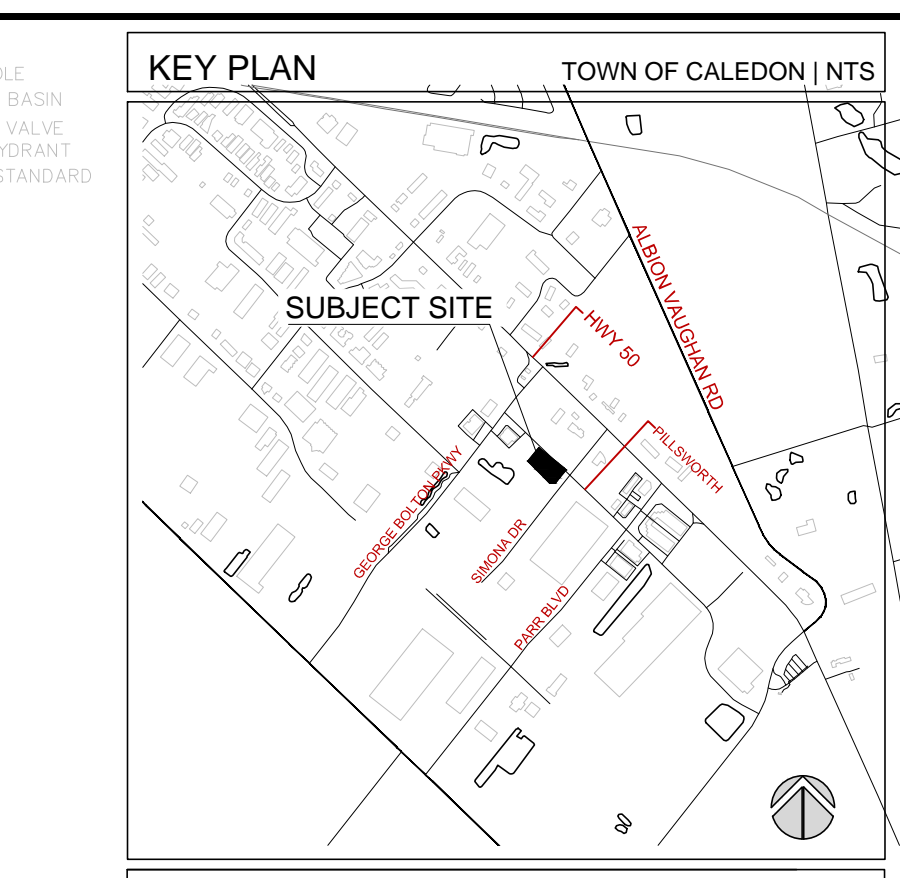 OLE
BASIN
VALVE
YDRANT
STANDARD
KEY PLAN
TOWN OF CALEDON | NTS
ALBION VAUGHAN RD
SUBJECT SITE
HWY 50
PILLSWORTH
GEORGE BOLTON PKWY
SIMONA DR
PARR BLVD